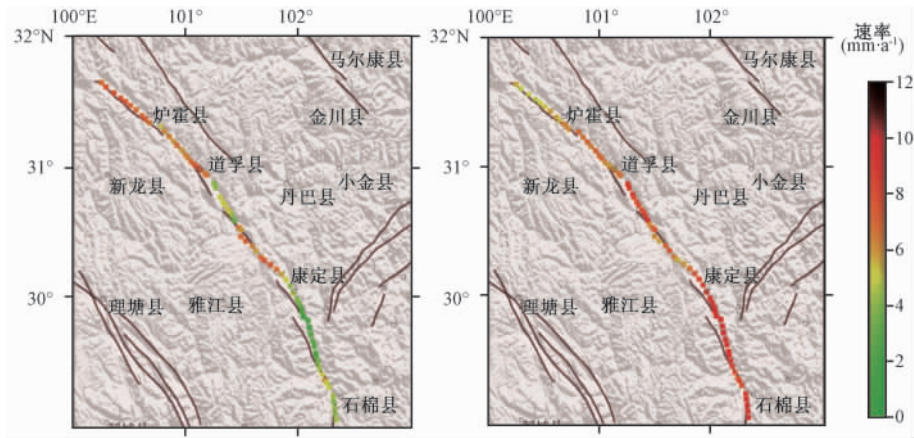 100°E 101° 102°
100°E 101° 102°
速率
(mm·a⁻¹)
32°N
31°
30°
32°N
31°
30°
马尔康县
炉霍县
金川县
道孚县
新龙县
丹巴县
小金县
康定县
理塘县
雅江县
石棉县
101° 102°
马尔康县
炉霍县
金川县
道孚县
新龙县
丹巴县
小金县
康定县
理塘县
雅江县
石棉县
101° 102°
12
10
8
6
4
2
0